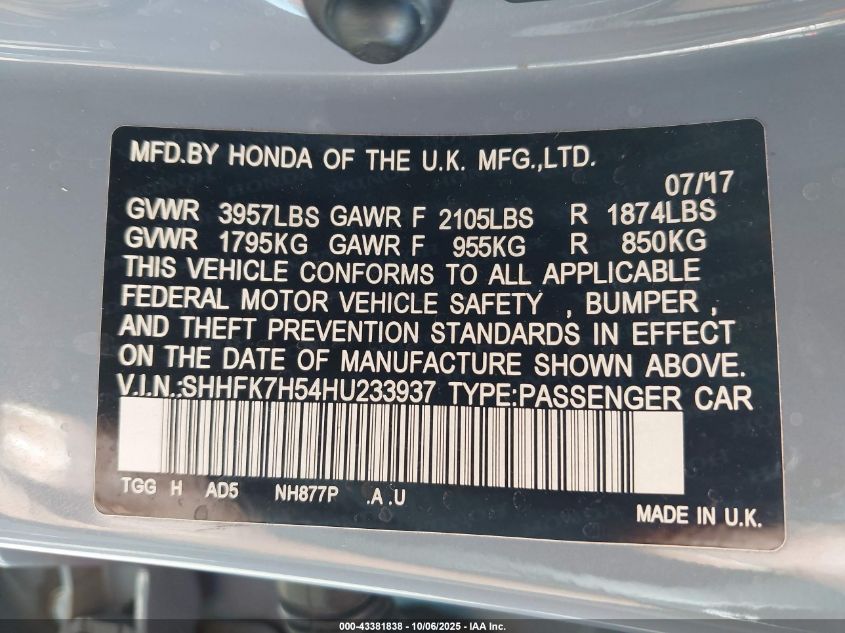 MFD.BY HONDA OF THE U.K. MFG.,LTD.
07/17
GVWR 3957LBS GAWR F 2105LBS R 1874LBS
GVWR 1795KG GAWR F 955KG R 850KG
THIS VEHICLE CONFORMS TO ALL APPLICABLE
FEDERAL MOTOR VEHICLE SAFETY , BUMPER ,
AND THEFT PREVENTION STANDARDS IN EFFECT
ON THE DATE OF MANUFACTURE SHOWN ABOVE.
V.I.N.:SHHFK7H54HU233937 TYPE:PASSENGER CAR
TGG H AD5 NH877P .A .U
MADE IN U.K.
000-43381838 - 10/06/2025 - IAA Inc.